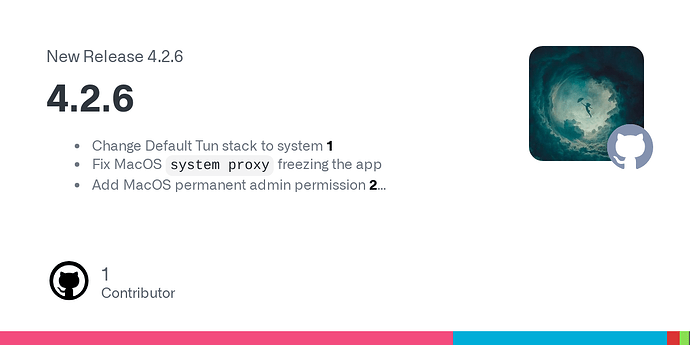 New Release 4.2.6
4.2.6
• Change Default Tun stack to system 1
• Fix MacOS system proxy freezing the app
• Add MacOS permanent admin permission 2...
1
Contributor